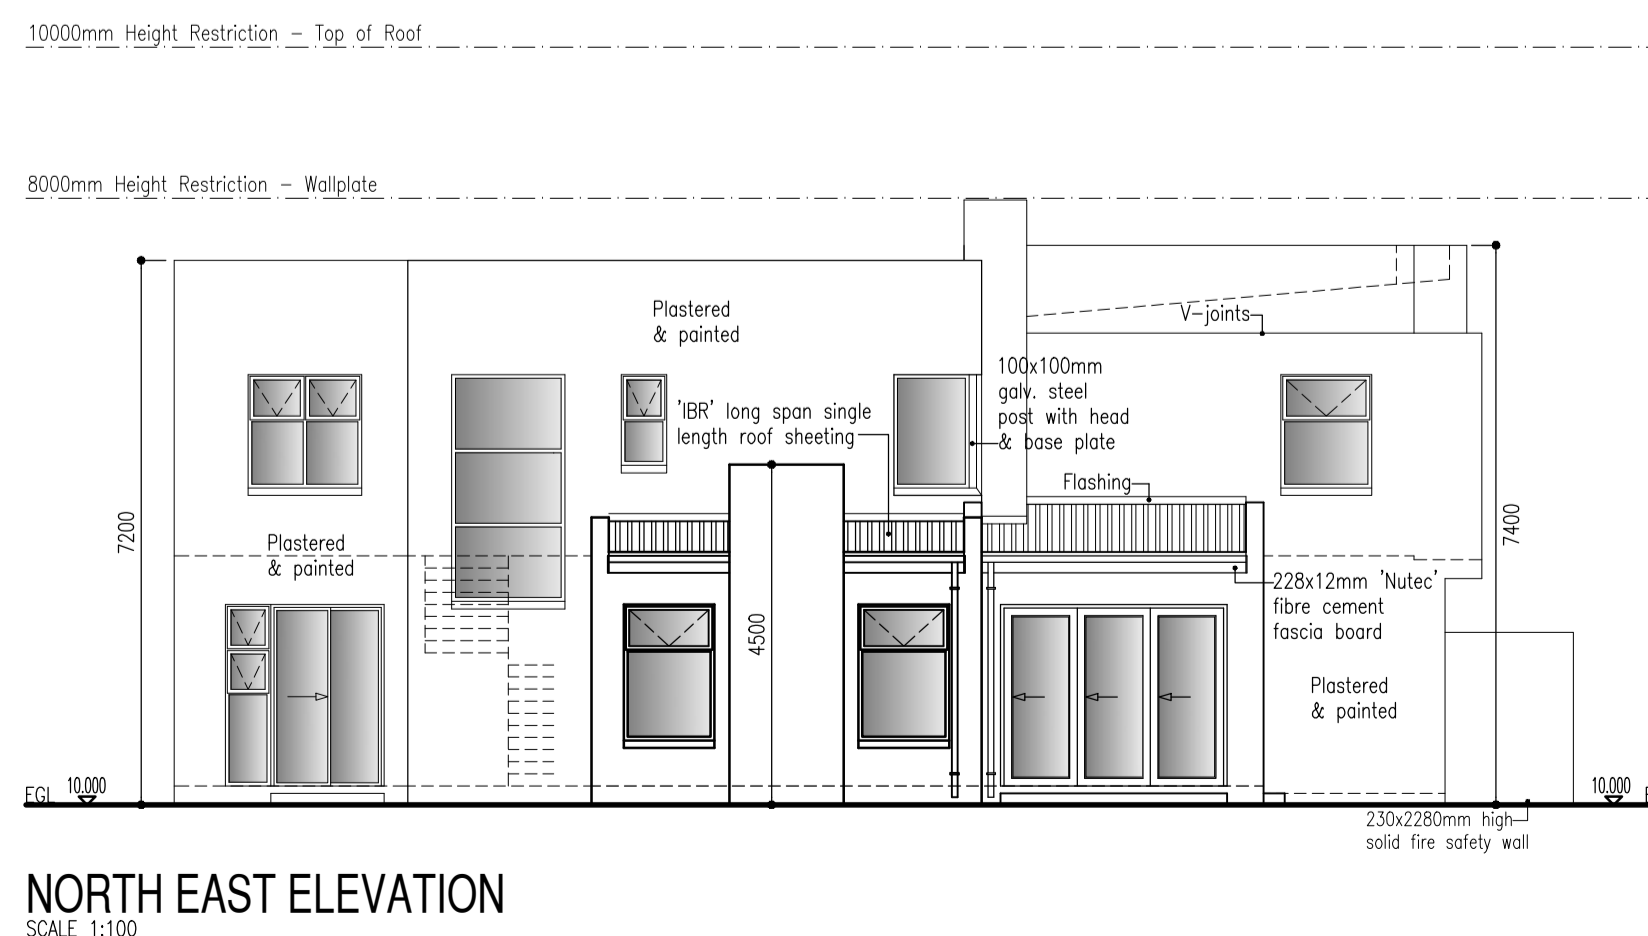 10000mm Height Restriction - Top of Roof
8000mm Height Restriction - Wallplate
Plastered
& painted
V-joints
100x100mm
galv. steel
post with head
& base plate
'IBR' long span single
length roof sheeting
Flashing
7200
7400
Plastered
& painted
228x12mm 'Nutec'
fibre cement
fascia board
4500
Plastered
& painted
FGL 10.000
10.000
230x2280mm high
solid fire safety wall
NORTH EAST ELEVATION
SCALE 1:100